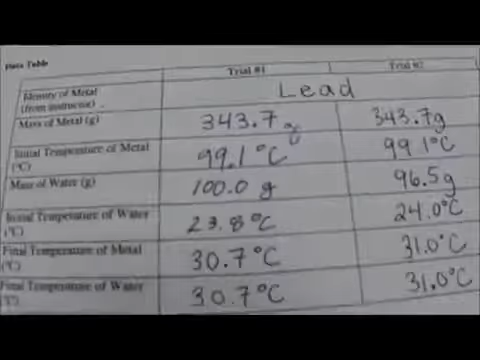 Data Table
Trial #1 Trial #2
Identity of Metal
(from instructor) Lead
Mass of Metal (g) 343.7 g 343.7g
Initial Temperature of Metal
(°C) 99.1 °C 99.1°C
Mass of Water (g) 100.0 g 96.5g
Initial Temperature of Water
(°C) 23.8°C 24.0°C
Final Temperature of Metal
(°C) 30.7°C 31.0°C
Final Temperature of Water
(°C) 30.7°C 31.0°C